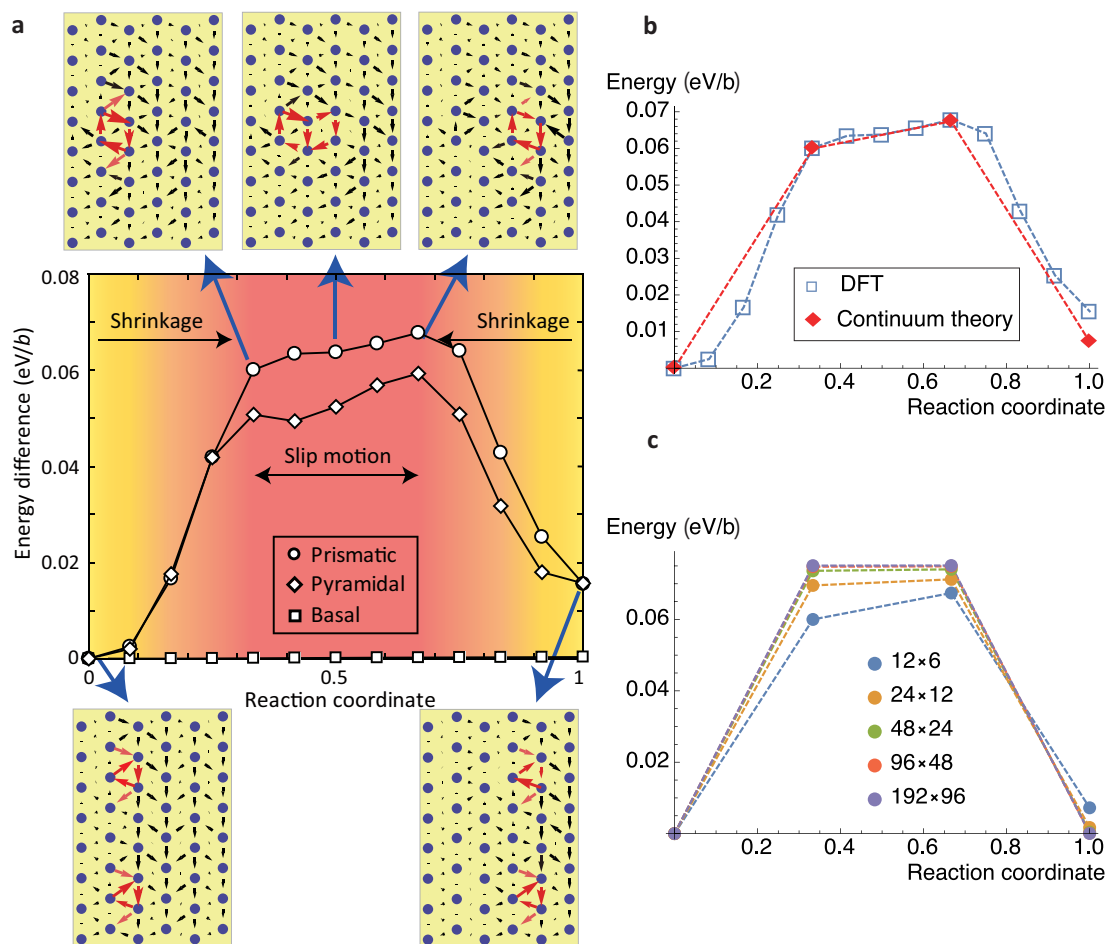 a
0.08
Shrinkage
Shrinkage
0.06
Energy difference (eV/b)
0.04
Slip motion
Prismatic
0.02
Pyramidal
Basal
0
0
0.5
1
Reaction coordinate
b
Energy (eV/b)
0.07
0.06
0.05
0.04
0.03
DFT
0.02
Continuum theory
0.01
0.2
0.4
0.6
0.8
1.0
Reaction coordinate
c
Energy (eV/b)
0.06
12×6
0.04
24×12
48×24
0.02
96×48
192×96
0.2
0.4
0.6
0.8
1.0
Reaction coordinate